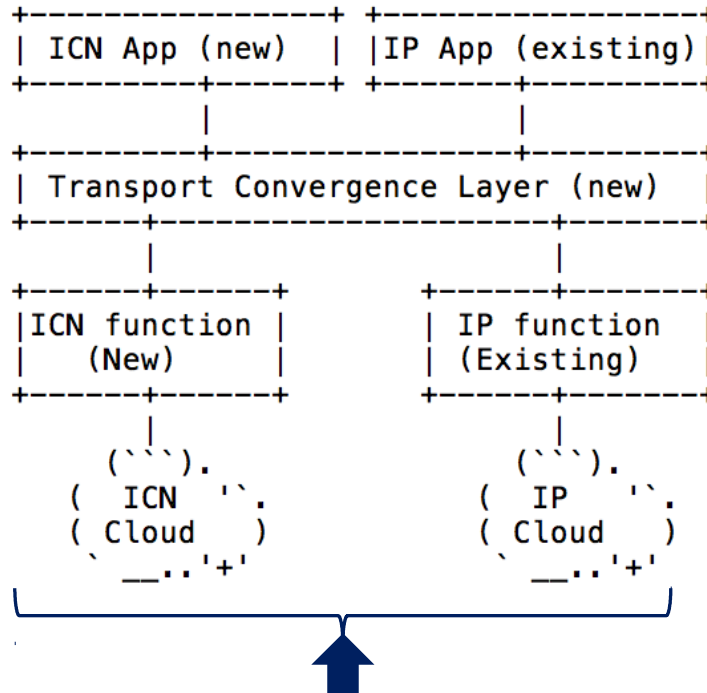 ICN App (new) IP App (existing)
Transport Convergence Layer (new)
ICN function IP function
(New) (Existing)
ICN IP
Cloud Cloud